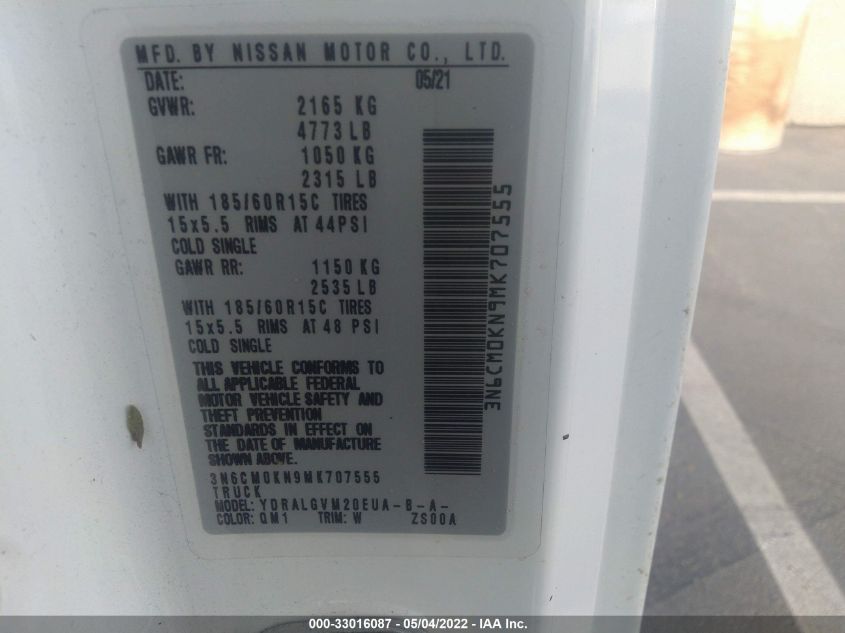 MFD. BY NISSAN MOTOR CO., LTD.
DATE: 05/21
GVWR: 2165 KG
4773 LB
GAWR FR: 1050 KG
2315 LB
WITH 185/60R15C TIRES
15x5.5 RIMS AT 44PSI
COLD SINGLE
GAWR RR: 1150 KG
2535 LB
WITH 185/60R15C TIRES
15x5.5 RIMS AT 48 PSI
COLD SINGLE
THIS VEHICLE CONFORMS TO
ALL APPLICABLE FEDERAL
MOTOR VEHICLE SAFETY AND
THEFT PREVENTION
STANDARDS IN EFFECT ON
THE DATE OF MANUFACTURE
SHOWN ABOVE.
3N6CM0KN9MK707555
TRUCK
MODEL: YDRALGVM20EUA-B-A-
COLOR: QM1 TRIM: W ZS00A
3N6CM0KN9MK707555
000-33016087 - 05/04/2022 - IAA Inc.